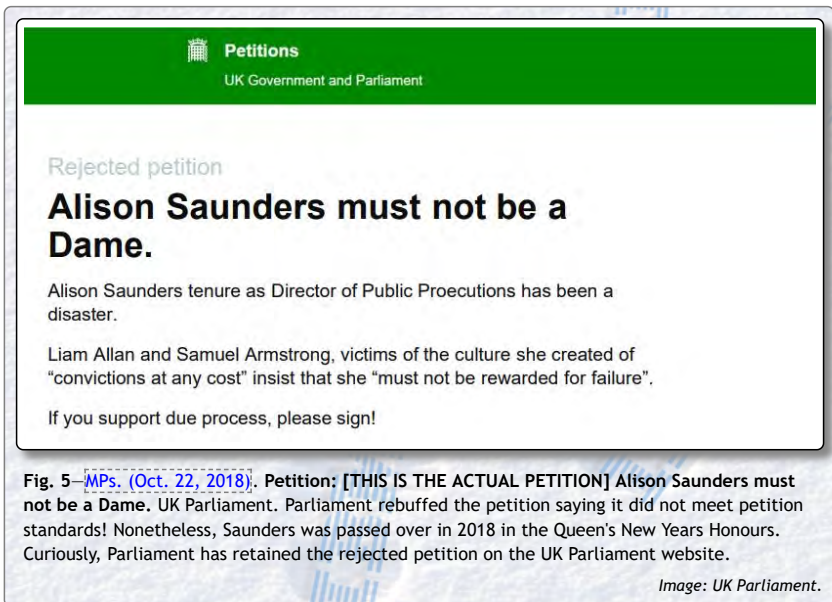 Petitions
UK Government and Parliament
Rejected petition
Alison Saunders must not be a
Dame.
Alison Saunders tenure as Director of Public Proecutions has been a
disaster.
Liam Allan and Samuel Armstrong, victims of the culture she created of
“convictions at any cost” insist that she “must not be rewarded for failure”.
If you support due process, please sign!
Fig. 5—MPs. (Oct. 22, 2018). Petition: [THIS IS THE ACTUAL PETITION] Alison Saunders must
not be a Dame. UK Parliament. Parliament rebuffed the petition saying it did not meet petition
standards! Nonetheless, Saunders was passed over in 2018 in the Queen's New Years Honours.
Curiously, Parliament has retained the rejected petition on the UK Parliament website.
Image: UK Parliament.